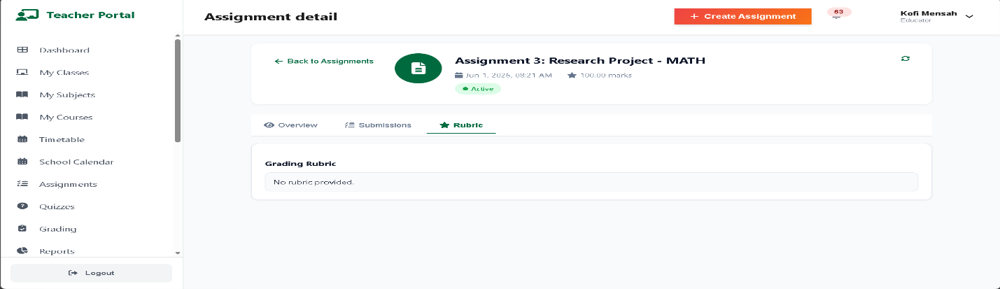 Teacher Portal
Assignment detail
Create Assignment
63
Kofi Mensah
Educator
Dashboard
My Classes
My Subjects
My Courses
Timetable
School Calendar
Assignments
Quizzes
Grading
Reports
Logout
Back to Assignments
Assignment 3: Research Project - MATH
Jun 1, 2026, 08:21 AM 100.00 marks
Active
Overview Submissions Rubric
Grading Rubric
No rubric provided.